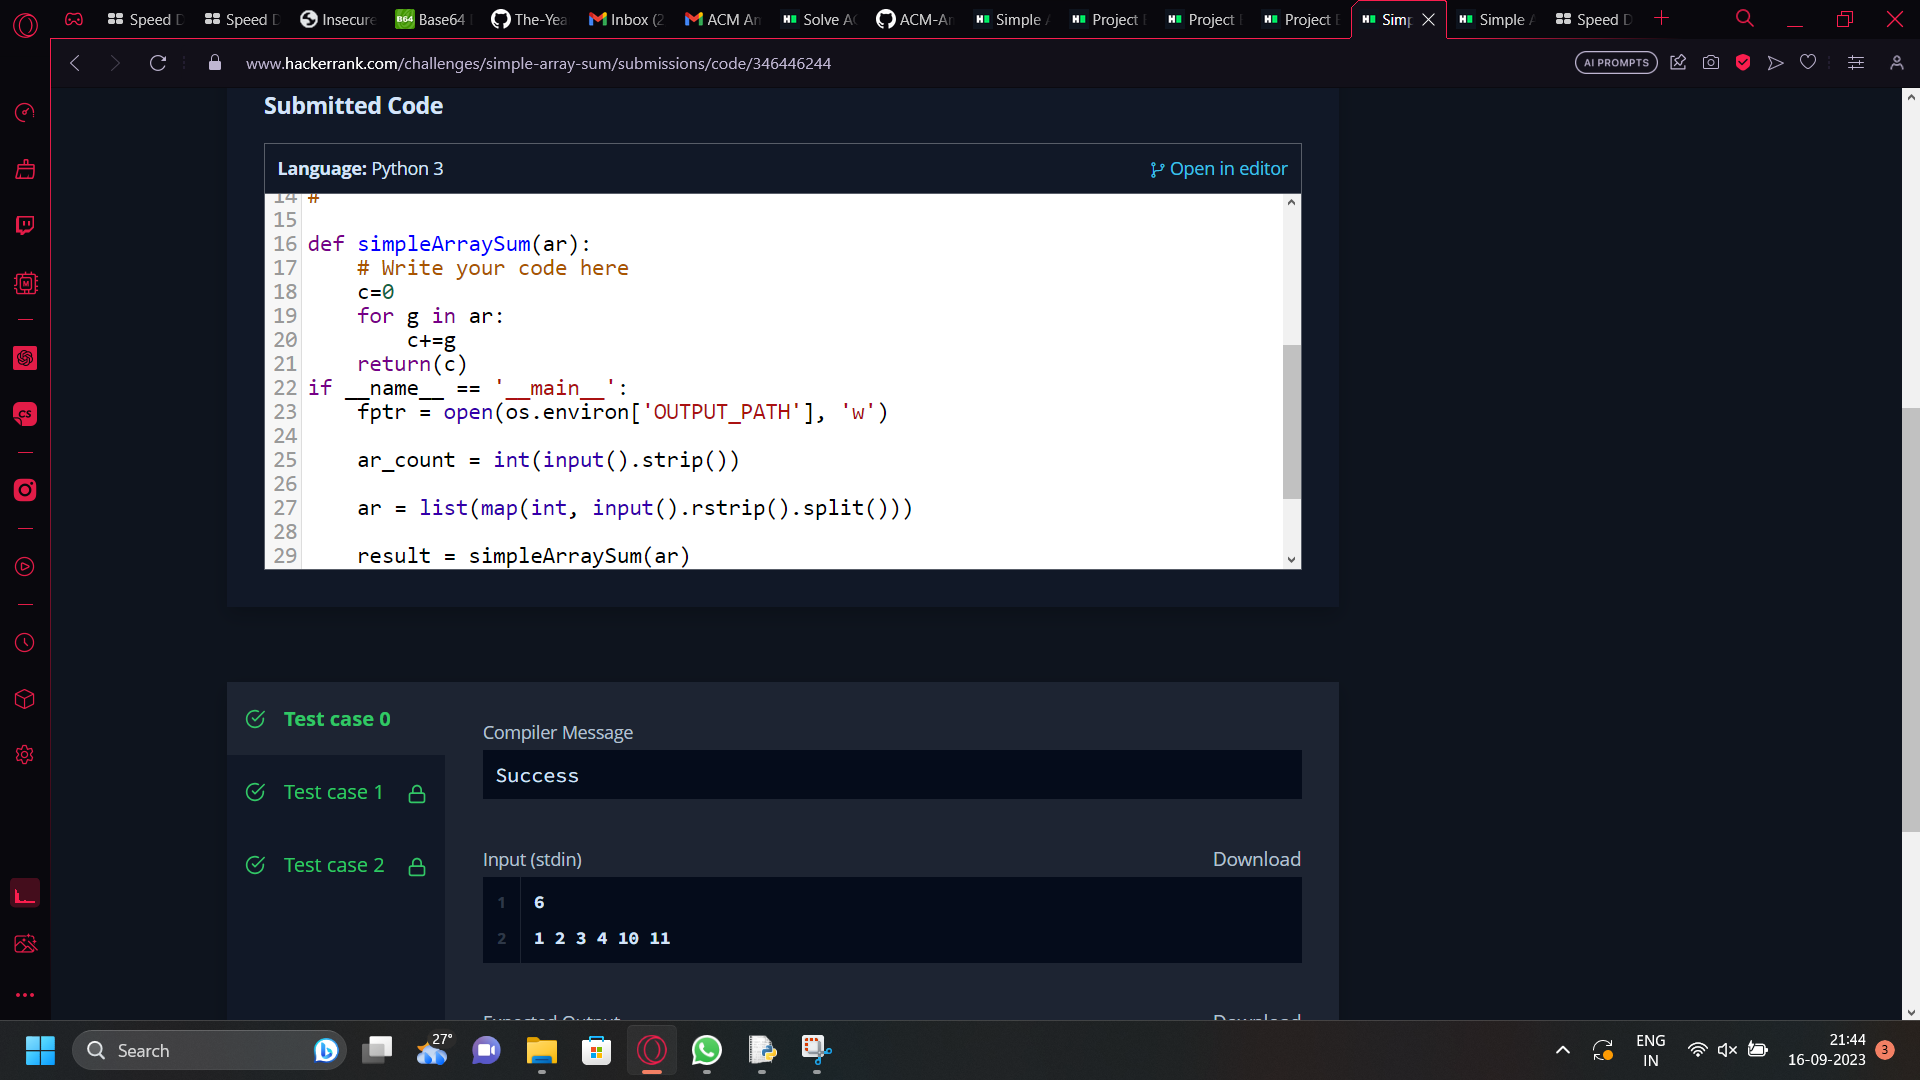 Speed D
Speed D
Insecure
B64
Base64
The-Yea
Inbox (2
ACM Am
Solve AC
ACM-Am
Simple A
Project
Project
Project E
Simp
Simple A
Speed D
www.hackerrank.com/challenges/simple-array-sum/submissions/code/346446244
AI PROMPTS
Submitted Code
Language: Python 3
Open in editor
14 #
15
16 def simpleArraySum(ar):
17     # Write your code here
18     c=0
19     for g in ar:
20         c+=g
21     return(c)
22 if __name__ == '__main__':
23     fptr = open(os.environ['OUTPUT_PATH'], 'w')
24
25     ar_count = int(input().strip())
26
27     ar = list(map(int, input().rstrip().split()))
28
29     result = simpleArraySum(ar)
Test case 0
Test case 1
Test case 2
Compiler Message
Success
Input (stdin)
Download
1 6
2 1 2 3 4 10 11
Expected Output
Download
Search
27°
ENG
IN
21:44
16-09-2023
3
CS
M